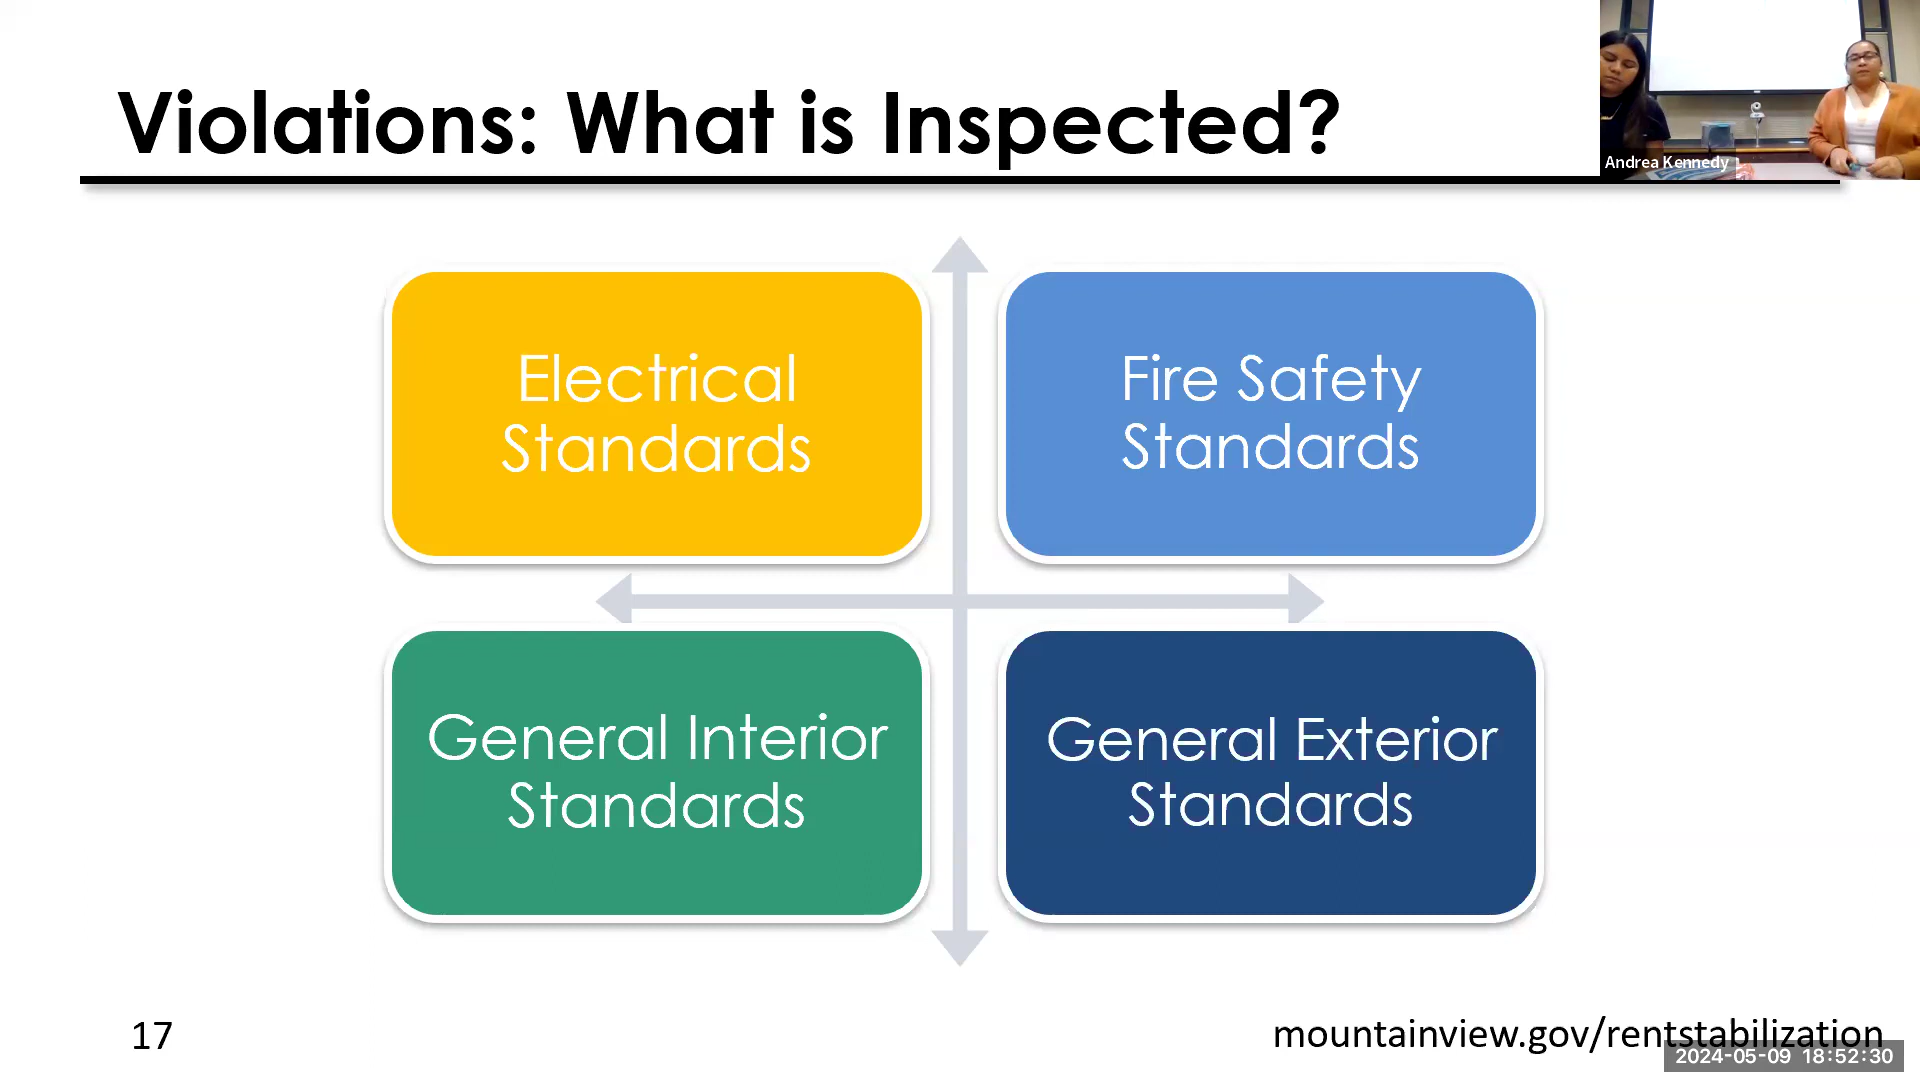 Violations: What is Inspected?
Andrea Kennedy
Electrical
Standards
Fire Safety
Standards
General Interior
Standards
General Exterior
Standards
17
mountainview.gov/rentstabilization
2024-05-09 18:52:30